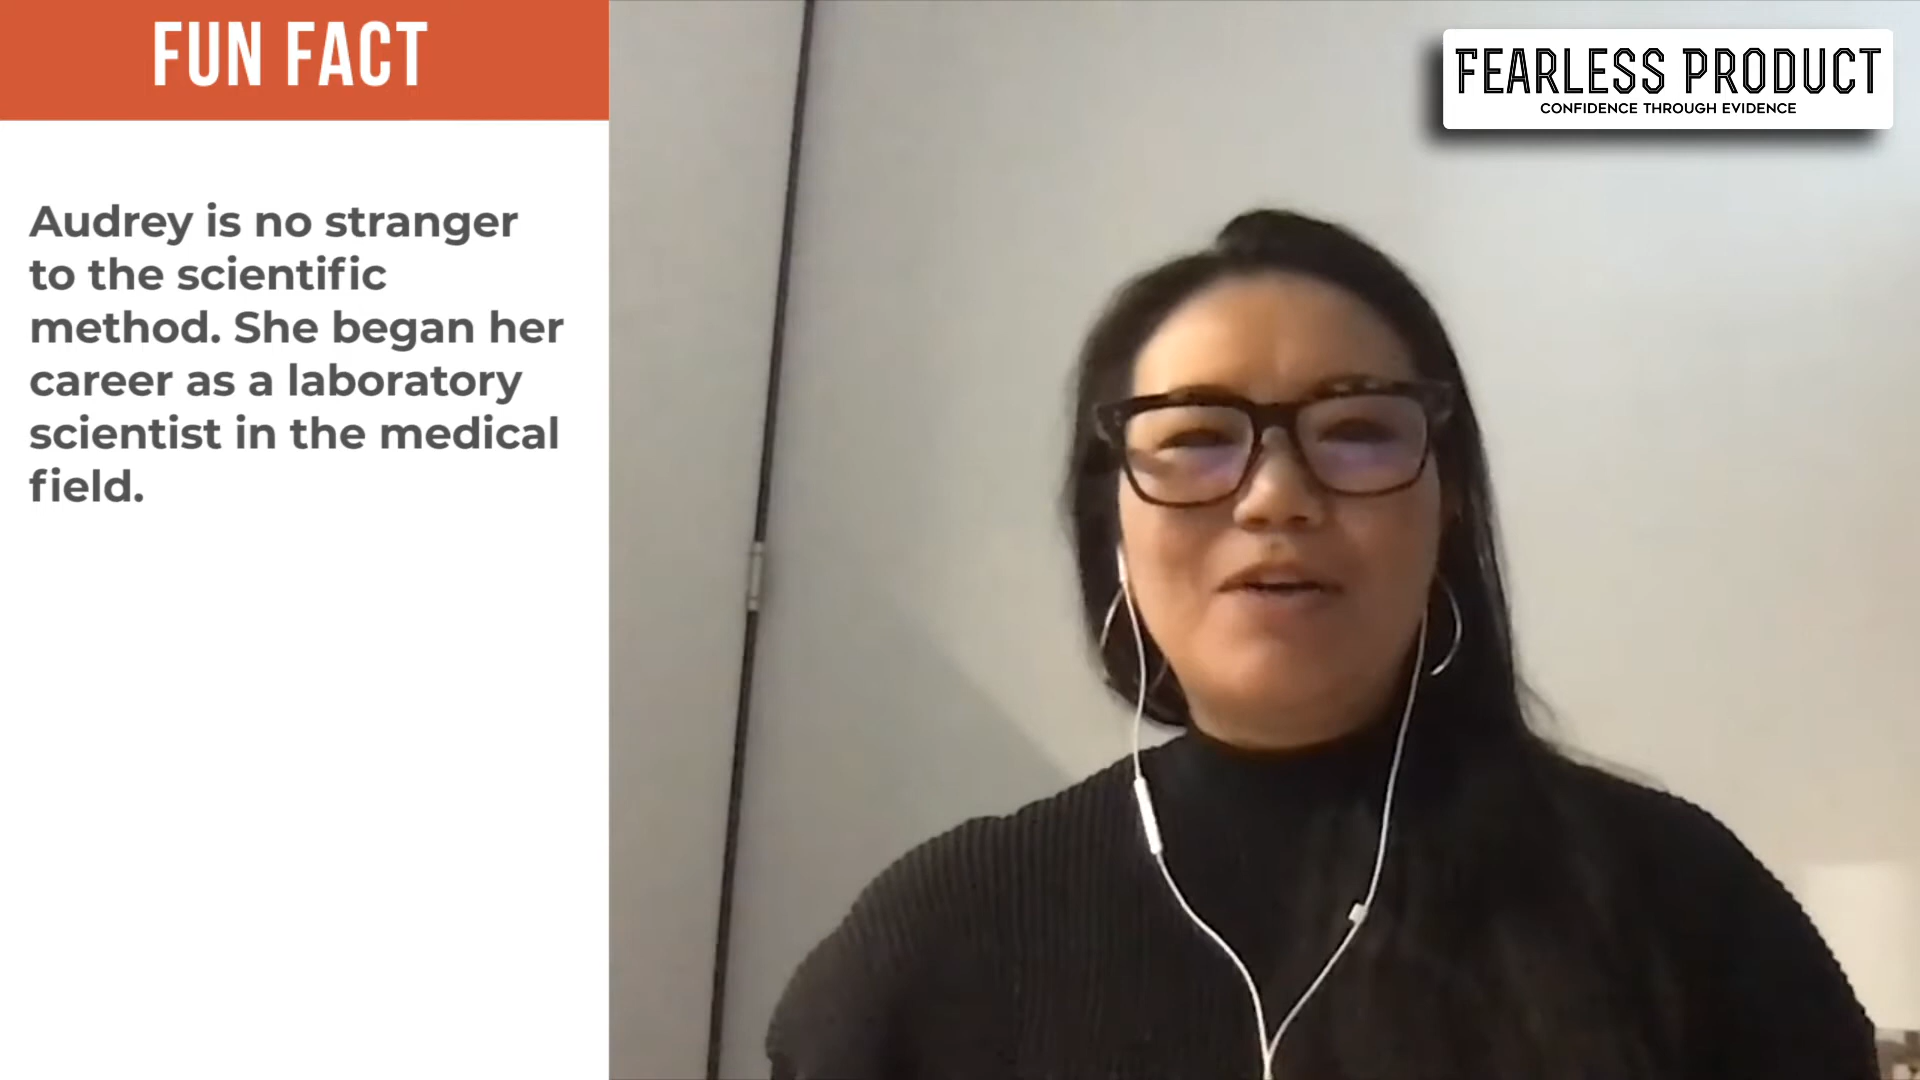 FUN FACT
Audrey is no stranger
to the scientific
method. She began her
career as a laboratory
scientist in the medical
field.
FEARLESS PRODUCT
CONFIDENCE THROUGH EVIDENCE